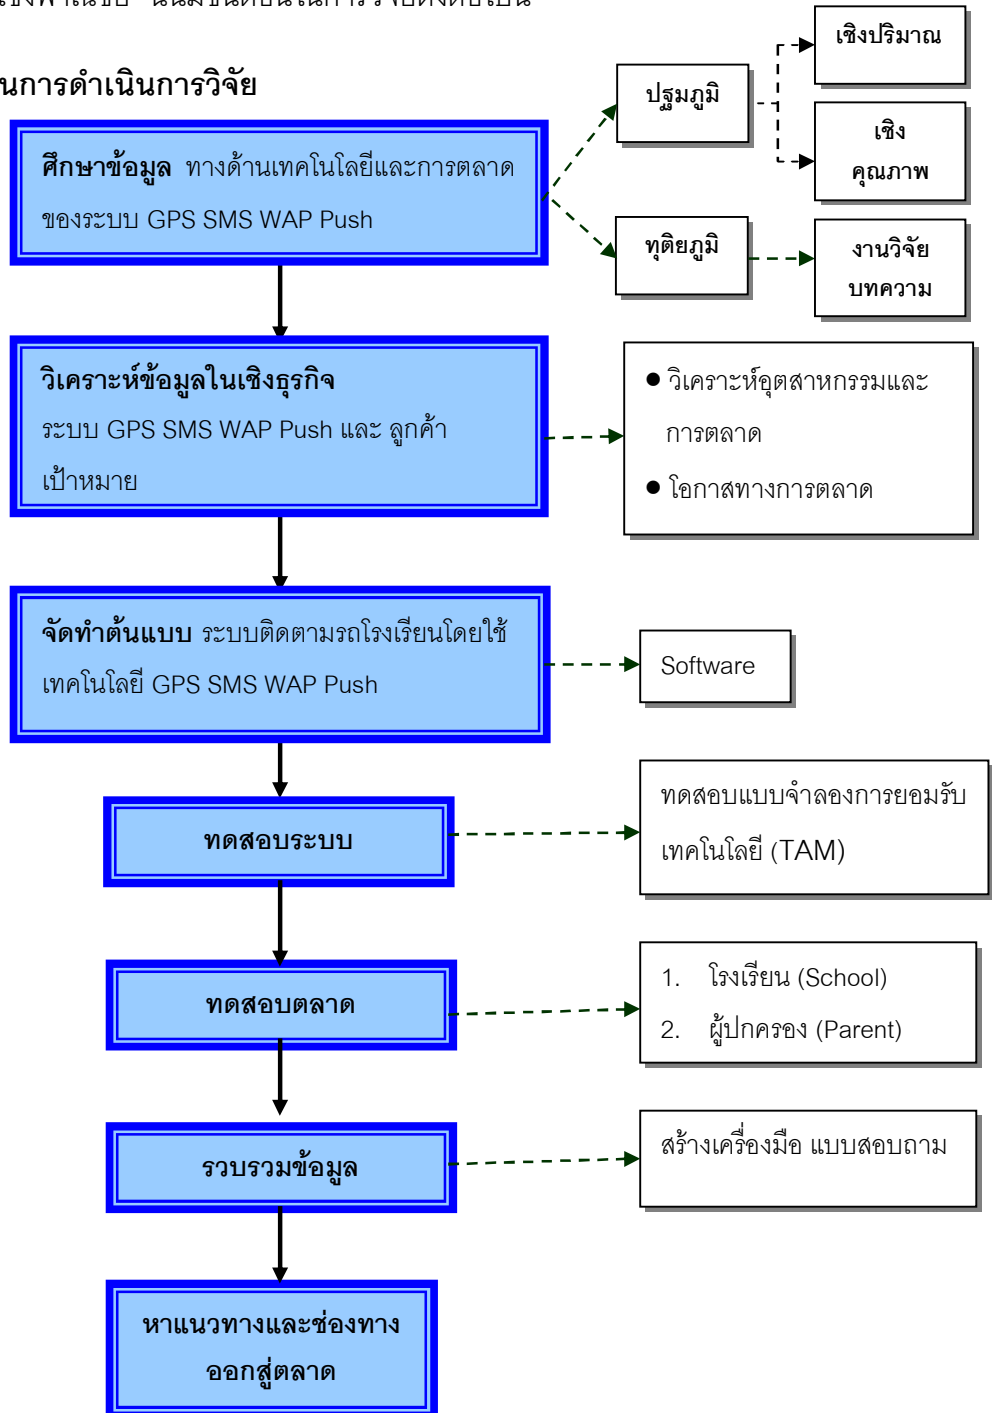 นการดำเนินการวิจัย
ศึกษาข้อมูล ทางด้านเทคโนโลยีและการตลาด
ของระบบ GPS SMS WAP Push
ปฐมภูมิ
เชิงปริมาณ
เชิง
คุณภาพ
ทุติยภูมิ
งานวิจัย
บทความ
วิเคราะห์ข้อมูลในเชิงธุรกิจ
ระบบ GPS SMS WAP Push และ ลูกค้า
เป้าหมาย
● วิเคราะห์อุตสาหกรรมและ
การตลาด
● โอกาสทางการตลาด
จัดทำต้นแบบ ระบบติดตามรถโรงเรียนโดยใช้
เทคโนโลยี GPS SMS WAP Push
Software
ทดสอบระบบ
ทดสอบแบบจำลองการยอมรับ
เทคโนโลยี (TAM)
ทดสอบตลาด
1. โรงเรียน (School)
2. ผู้ปกครอง (Parent)
รวบรวมข้อมูล
สร้างเครื่องมือ แบบสอบถาม
หาแนวทางและช่องทาง
ออกสู่ตลาด